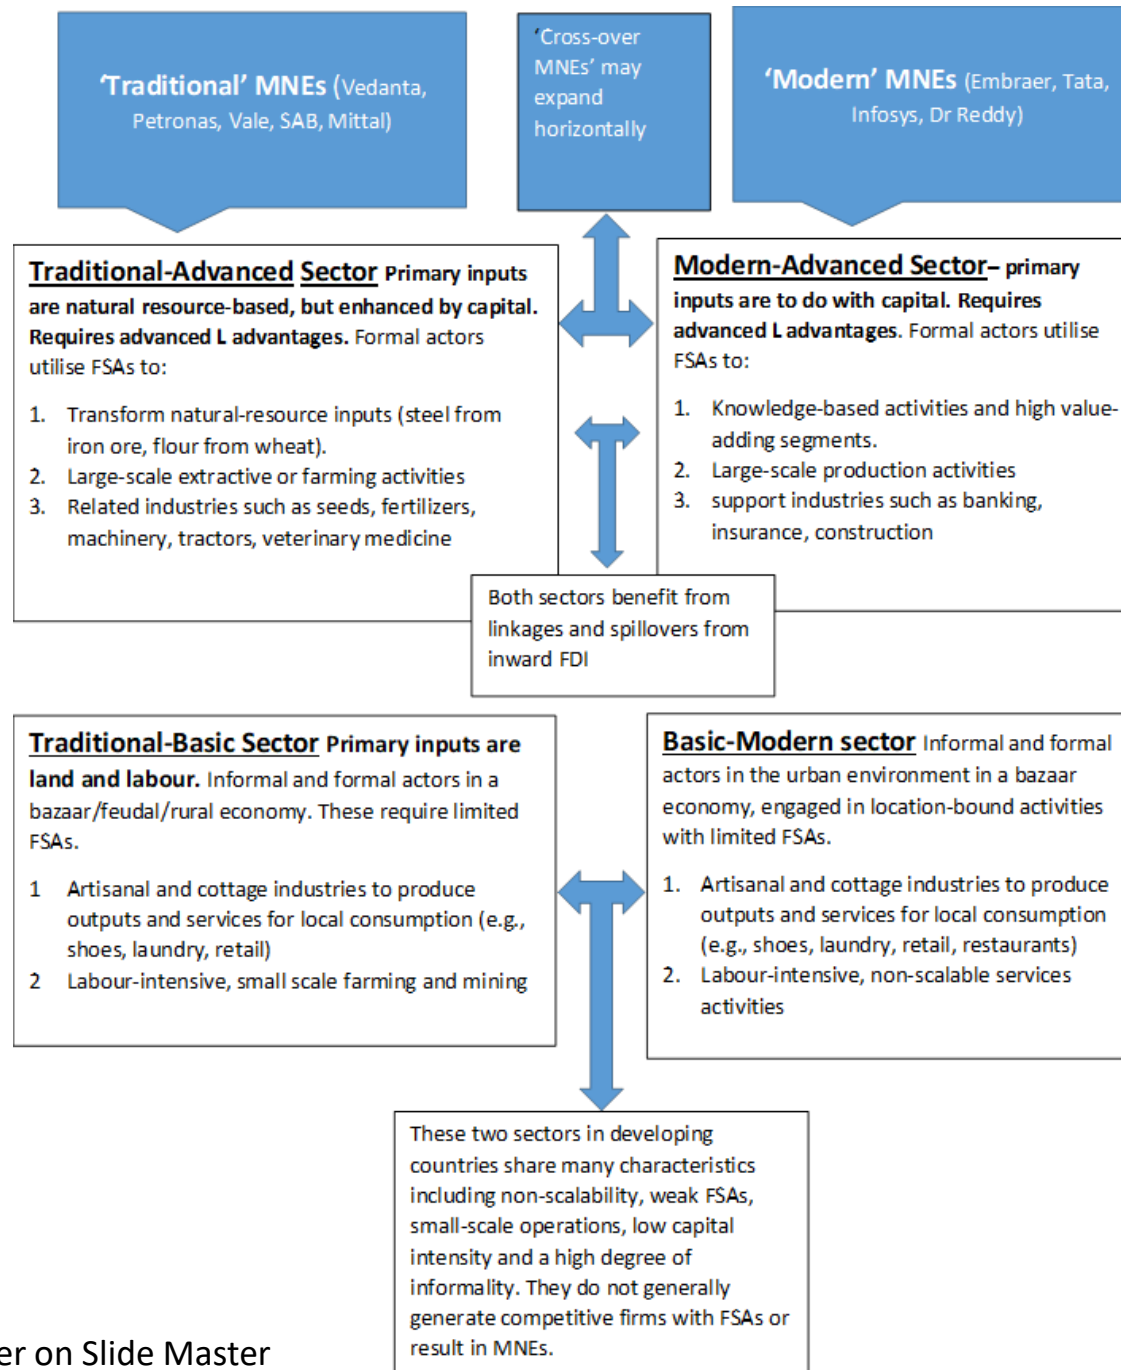 ‘Traditional’ MNEs (Vedanta,
Petronas, Vale, SAB, Mittal)
‘Cross-over
MNEs’ may
expand
horizontally
‘Modern’ MNEs (Embraer, Tata,
Infosys, Dr Reddy)
Traditional-Advanced Sector Primary inputs
are natural resource-based, but enhanced by capital.
Requires advanced L advantages. Formal actors
utilise FSAs to:
1. Transform natural-resource inputs (steel from
iron ore, flour from wheat).
2. Large-scale extractive or farming activities
3. Related industries such as seeds, fertilizers,
machinery, tractors, veterinary medicine
Modern-Advanced Sector– primary
inputs are to do with capital. Requires
advanced L advantages. Formal actors utilise
FSAs to:
1. Knowledge-based activities and high value-
adding segments.
2. Large-scale production activities
3. support industries such as banking,
insurance, construction
Both sectors benefit from
linkages and spillovers from
inward FDI
Traditional-Basic Sector Primary inputs are
land and labour. Informal and formal actors in a
bazaar/feudal/rural economy. These require limited
FSAs.
1 Artisanal and cottage industries to produce
outputs and services for local consumption (e.g.,
shoes, laundry, retail)
2 Labour-intensive, small scale farming and mining
Basic-Modern sector Informal and formal
actors in the urban environment in a bazaar
economy, engaged in location-bound activities
with limited FSAs.
1. Artisanal and cottage industries to produce
outputs and services for local consumption
(e.g., shoes, laundry, retail, restaurants)
2. Labour-intensive, non-scalable services
activities
These two sectors in developing
countries share many characteristics
including non-scalability, weak FSAs,
small-scale operations, low capital
intensity and a high degree of
informality. They do not generally
generate competitive firms with FSAs or
result in MNEs.
er on Slide Master